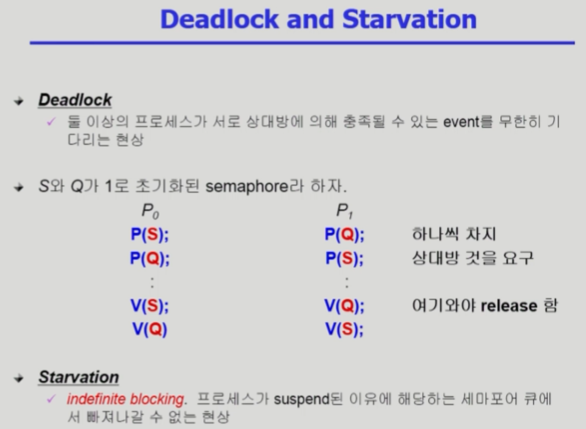 Deadlock and Starvation
Deadlock
둘 이상의 프로세스가 서로 상대방에 의해 충족될 수 있는 event를 무한히 기
다리는 현상
S와 Q가 1로 초기화된 semaphore라 하자.
P0 P1
P(S); P(Q); 하나씩 차지
P(Q); P(S); 상대방 것을 요구
: :
V(S); V(Q); 여기와야 release 함
V(Q) V(S);
Starvation
indefinite blocking. 프로세스가 suspend된 이유에 해당하는 세마포어 큐에
서 빠져나갈 수 없는 현상